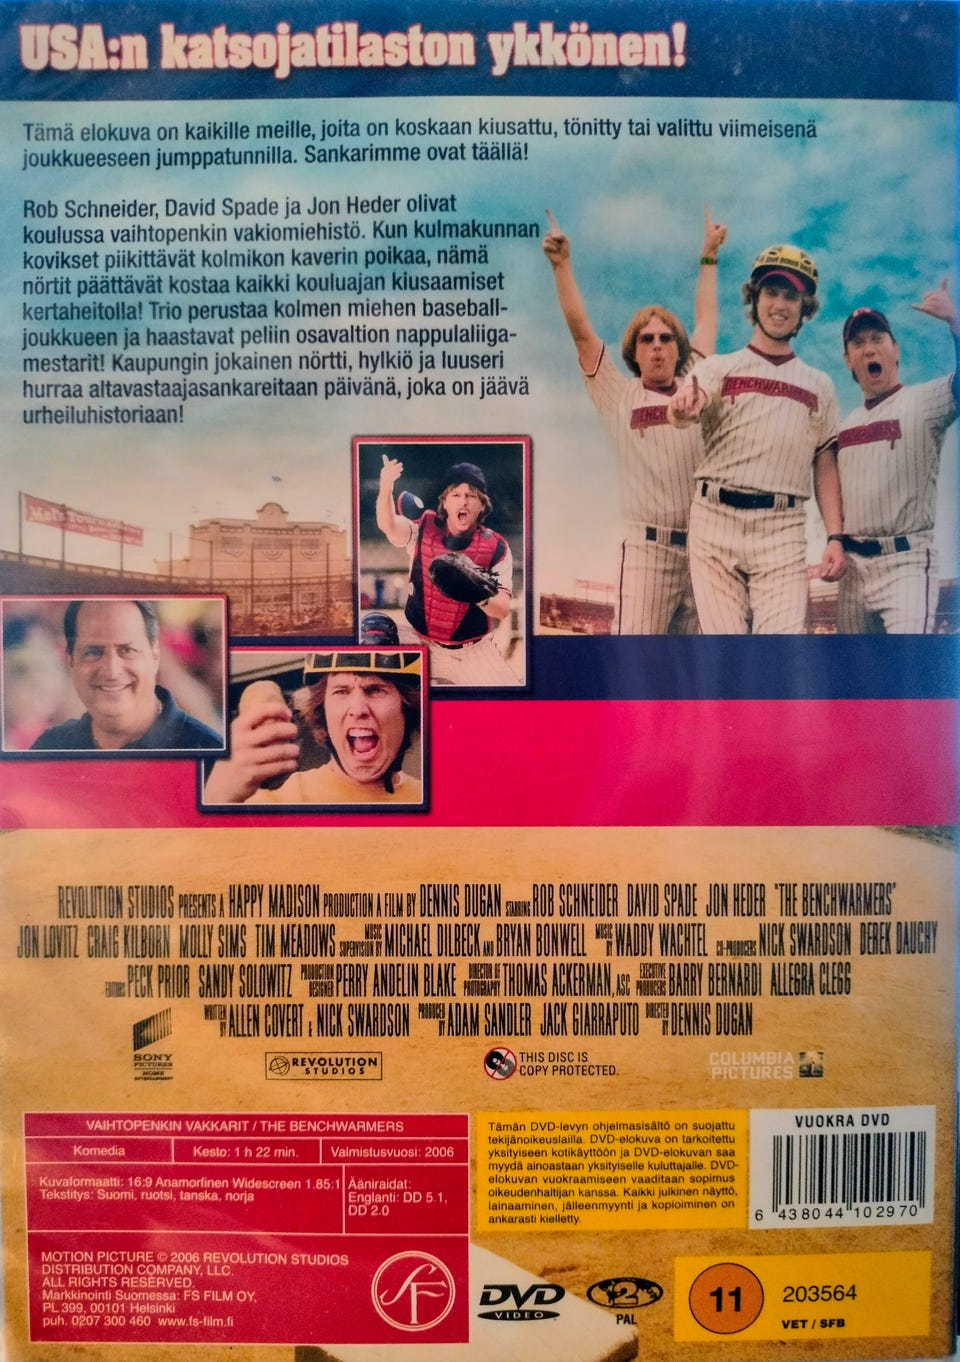 USA:n katsojatilaston ykkönen!
Tämä elokuva on kaikille meille, joita on koskaan kiusattu, tönitty tai valittu viimeisenä
joukkueeseen jumppatunnilla. Sankarimme ovat täällä!
Rob Schneider, David Spade ja Jon Heder olivat
koulussa vaihtopenkin vakiomiehistö. Kun kulmakunnan
kovikset piikittävät kolmikon kaverin poikaa, nämä
nörtit päättävät kostaa kaikki kouluajan kiusaamiset
kertaheitolla! Trio perustaa kolmen miehen baseball-
joukkueen ja haastavat peliin osavaltion nappulaliiga-
mestarit! Kaupungin jokainen nörtti, hylkiö ja luuseri
hurraa altavastaajasankareitaan päivänä, joka on jäävä
urheiluhistoriaan!
BENCHWARMERS
Mel's Tournament
REVOLUTION STUDIOS PRESENTS A HAPPY MADISON PRODUCTION A FILM BY DENNIS DUGAN STARRING ROB SCHNEIDER DAVID SPADE JON HEDER "THE BENCHWARMERS"
JON LOVITZ CRAIG KILBORN MOLLY SIMS TIM MEADOWS MUSIC SUPERVISION BY MICHAEL DILBECK AND BRYAN BONWELL MUSIC BY WADDY WACHTEL CO-PRODUCERS NICK SWARDSON DEREK DAUCHY
EDITORS PECK PRIOR SANDY SOLOWITZ PRODUCTION DESIGNER PERRY ANDELIN BLAKE DIRECTOR OF PHOTOGRAPHY THOMAS ACKERMAN, ASC EXECUTIVE PRODUCERS BARRY BERNARDI ALLEGRA CLEGG
WRITTEN BY ALLEN COVERT & NICK SWARDSON PRODUCED BY ADAM SANDLER JACK GIARRAPUTO DIRECTED BY DENNIS DUGAN
SONY
PICTURES
HOME
ENTERTAINMENT
REVOLUTION
STUDIOS
THIS DISC IS
COPY PROTECTED.
COLUMBIA
PICTURES
VAIHTOPENKIN VAKKARIT / THE BENCHWARMERS
Komedia
Kesto: 1 h 22 min.
Valmistusvuosi: 2006
Kuvaformaatti: 16:9 Anamorfinen Widescreen 1.85:1
Tekstitys: Suomi, ruotsi, tanska, norja
Ääniraidat:
Englanti: DD 5.1,
DD 2.0
MOTION PICTURE © 2006 REVOLUTION STUDIOS
DISTRIBUTION COMPANY, LLC.
ALL RIGHTS RESERVED.
Markkinointi Suomessa: FS FILM OY,
PL 399, 00101 Helsinki
puh. 0207 300 460 www.fs-film.fi
SF
Tämän DVD-levyn ohjelmasisältö on suojattu
tekijänoikeuslailla. DVD-elokuva on tarkoitettu
yksityiseen kotikäyttöön ja DVD-elokuvan saa
myydä ainoastaan yksityiselle kuluttajalle. DVD-
elokuvan vuokraamiseen vaaditaan sopimus
oikeudenhaltijan kanssa. Kaikki julkinen näyttö,
lainaaminen, jälleenmyynti ja kopioiminen on
ankarasti kielletty.
VUOKRA DVD
6 438044 102970
DVD
VIDEO
2
PAL
11
203564
VET / SFB